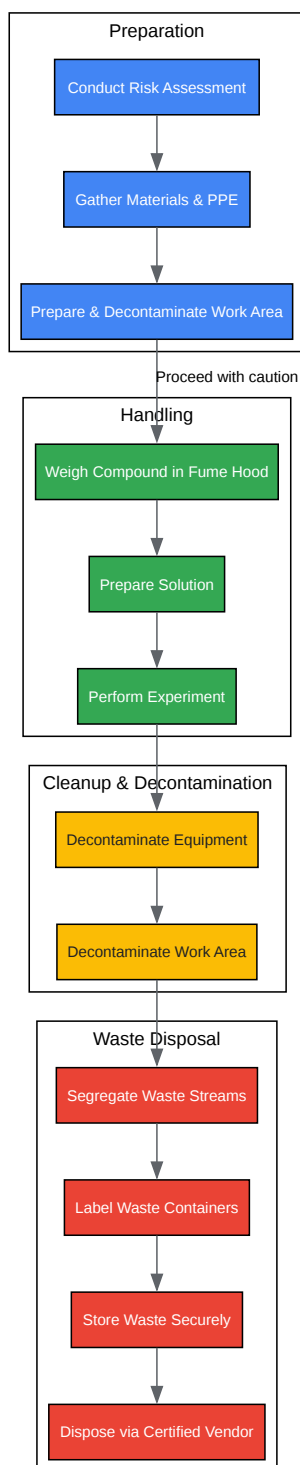 Preparation
Conduct Risk Assessment
Gather Materials & PPE
Prepare & Decontaminate Work Area
Proceed with caution
Handling
Weigh Compound in Fume Hood
Prepare Solution
Perform Experiment
Cleanup & Decontamination
Decontaminate Equipment
Decontaminate Work Area
Waste Disposal
Segregate Waste Streams
Label Waste Containers
Store Waste Securely
Dispose via Certified Vendor